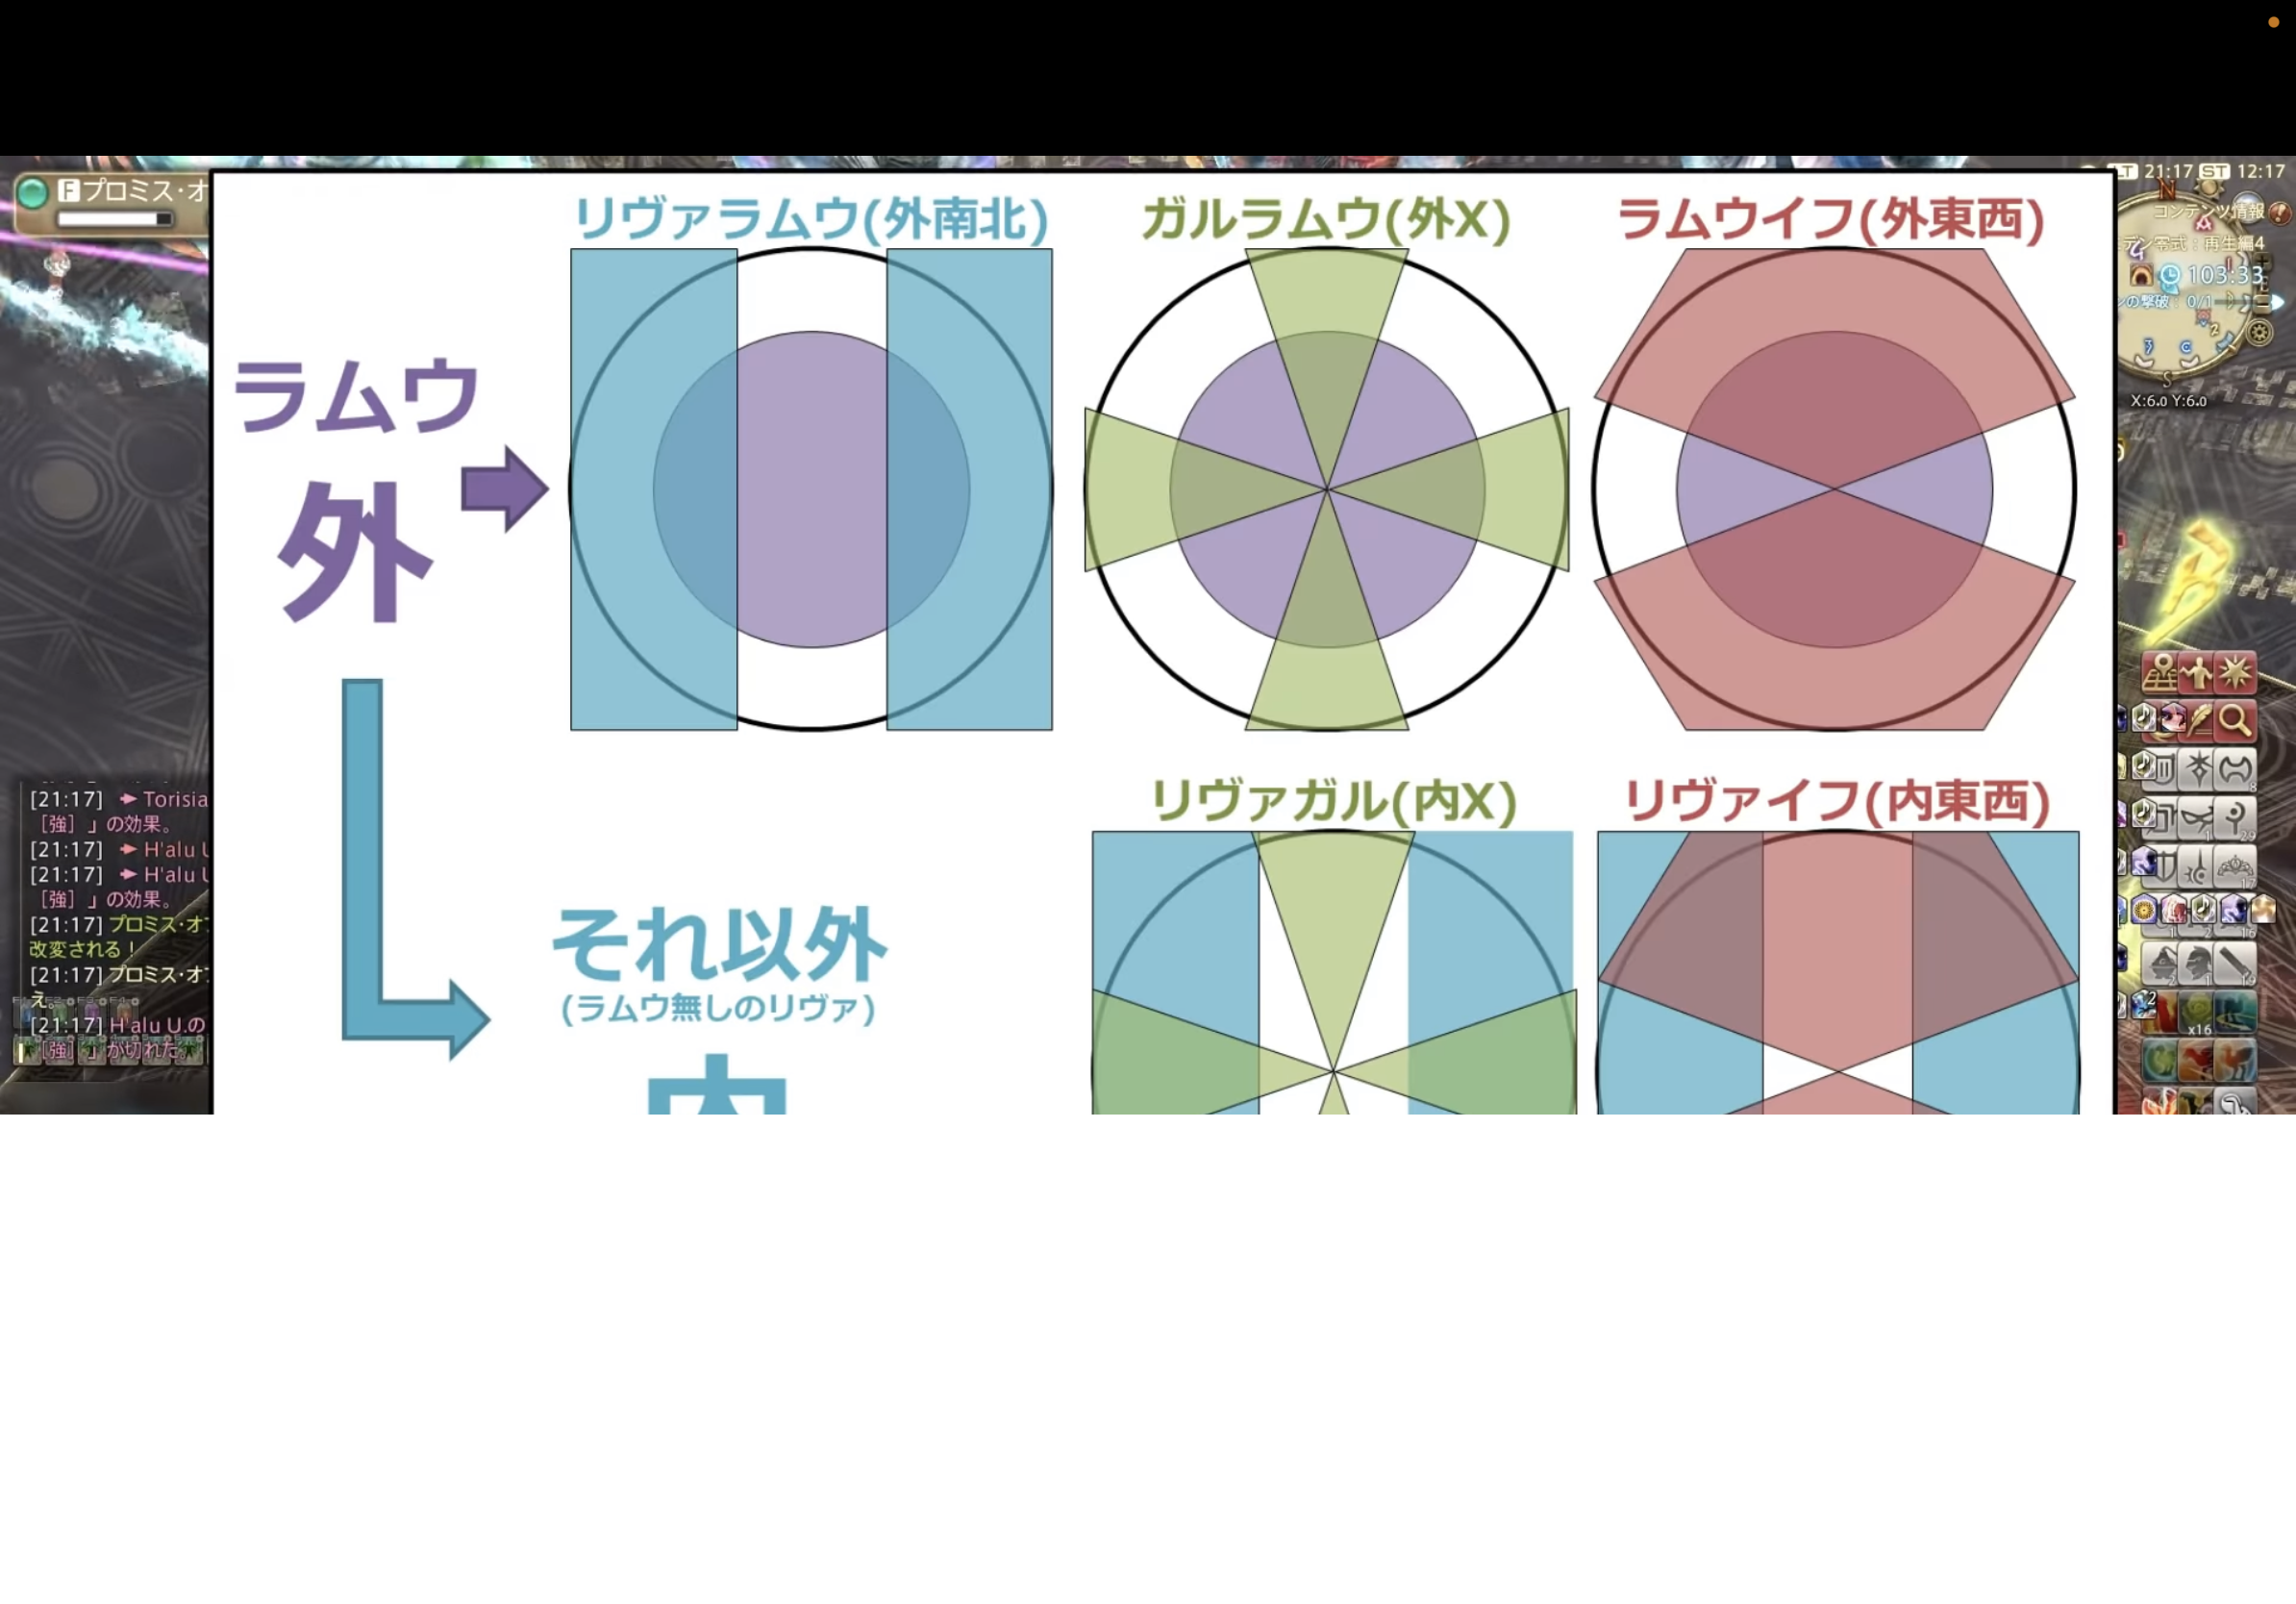 F プロミス・オ
リヴァラムウ(外南北)
ガルラムウ(外X)
ラムウイフ(外東西)
LT 21:17 ST 12:17
N
コンテンツ情報
デン零式：再生編4
103:33
ンの撃破： 0/1
S
X:6.0 Y:6.0
ラムウ
外
リヴァガル(内X)
リヴァイフ(内東西)
それ以外
(ラムウ無しのリヴァ)
内
[21:17] Torisia
［強］」の効果。
[21:17] H'alu U
[21:17] H'alu U
［強］」の効果。
[21:17] プロミス・オ
改変される！
[21:17] プロミス・オ
え。
[21:17] H'alu U.の
［強］」が切れた。
x16